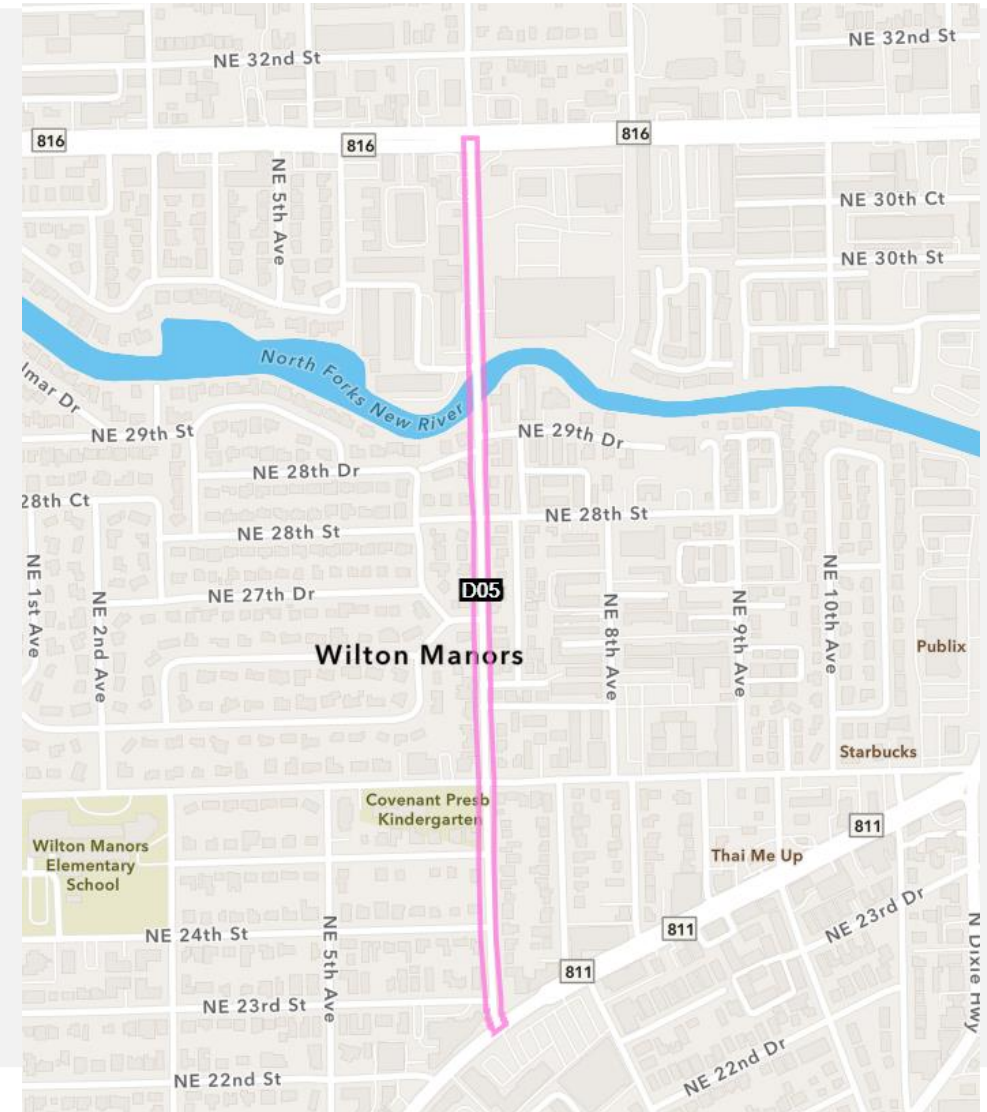 NE 32nd St
NE 32nd St
816
816
816
NE 5th Ave
NE 30th Ct
NE 30th St
North Forks New River
lmar Dr
NE 29th St
NE 29th Dr
NE 28th Dr
28th Ct
NE 28th St
NE 28th St
NE 1st Ave
NE 2nd Ave
NE 27th Dr
D05
NE 8th Ave
NE 9th Ave
NE 10th Ave
Wilton Manors
Publix
Starbucks
Covenant Presb
Kindergarten
Wilton Manors
Elementary
School
811
Thai Me Up
NE 24th St
NE 5th Ave
811
NE 23rd Dr
N Dixie Hwy
811
NE 23rd St
NE 22nd Dr
NE 22nd St